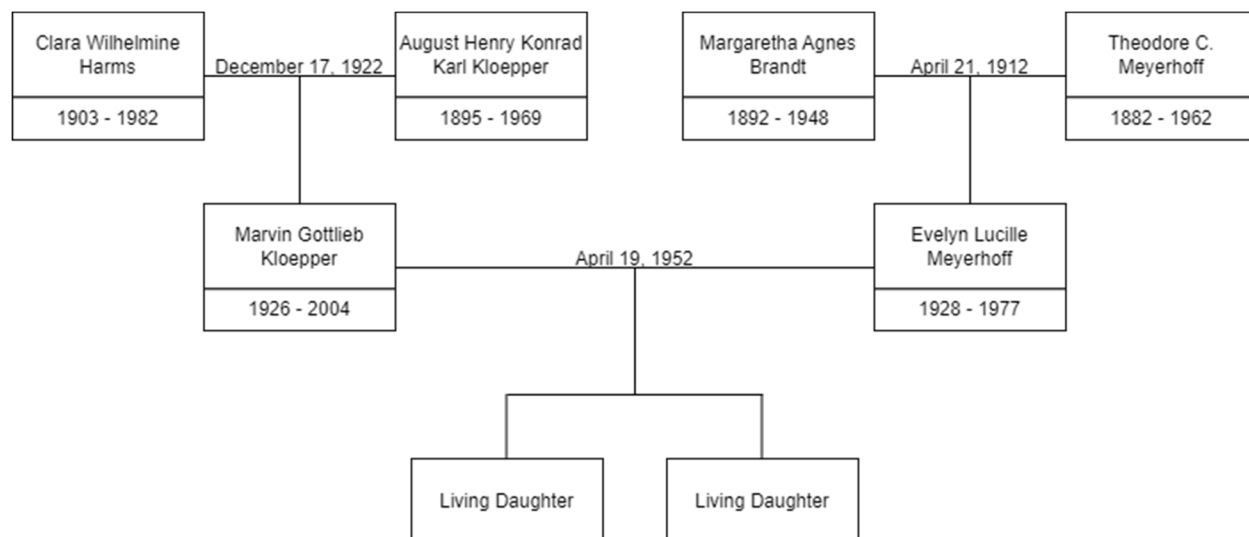 Clara Wilhelmine
Harms
1903 - 1982
December 17, 1922
August Henry Konrad
Karl Kloepper
1895 - 1969
Margaretha Agnes
Brandt
1892 - 1948
April 21, 1912
Theodore C.
Meyerhoff
1882 - 1962
Marvin Gottlieb
Kloepper
1926 - 2004
April 19, 1952
Evelyn Lucille
Meyerhoff
1928 - 1977
Living Daughter
Living Daughter